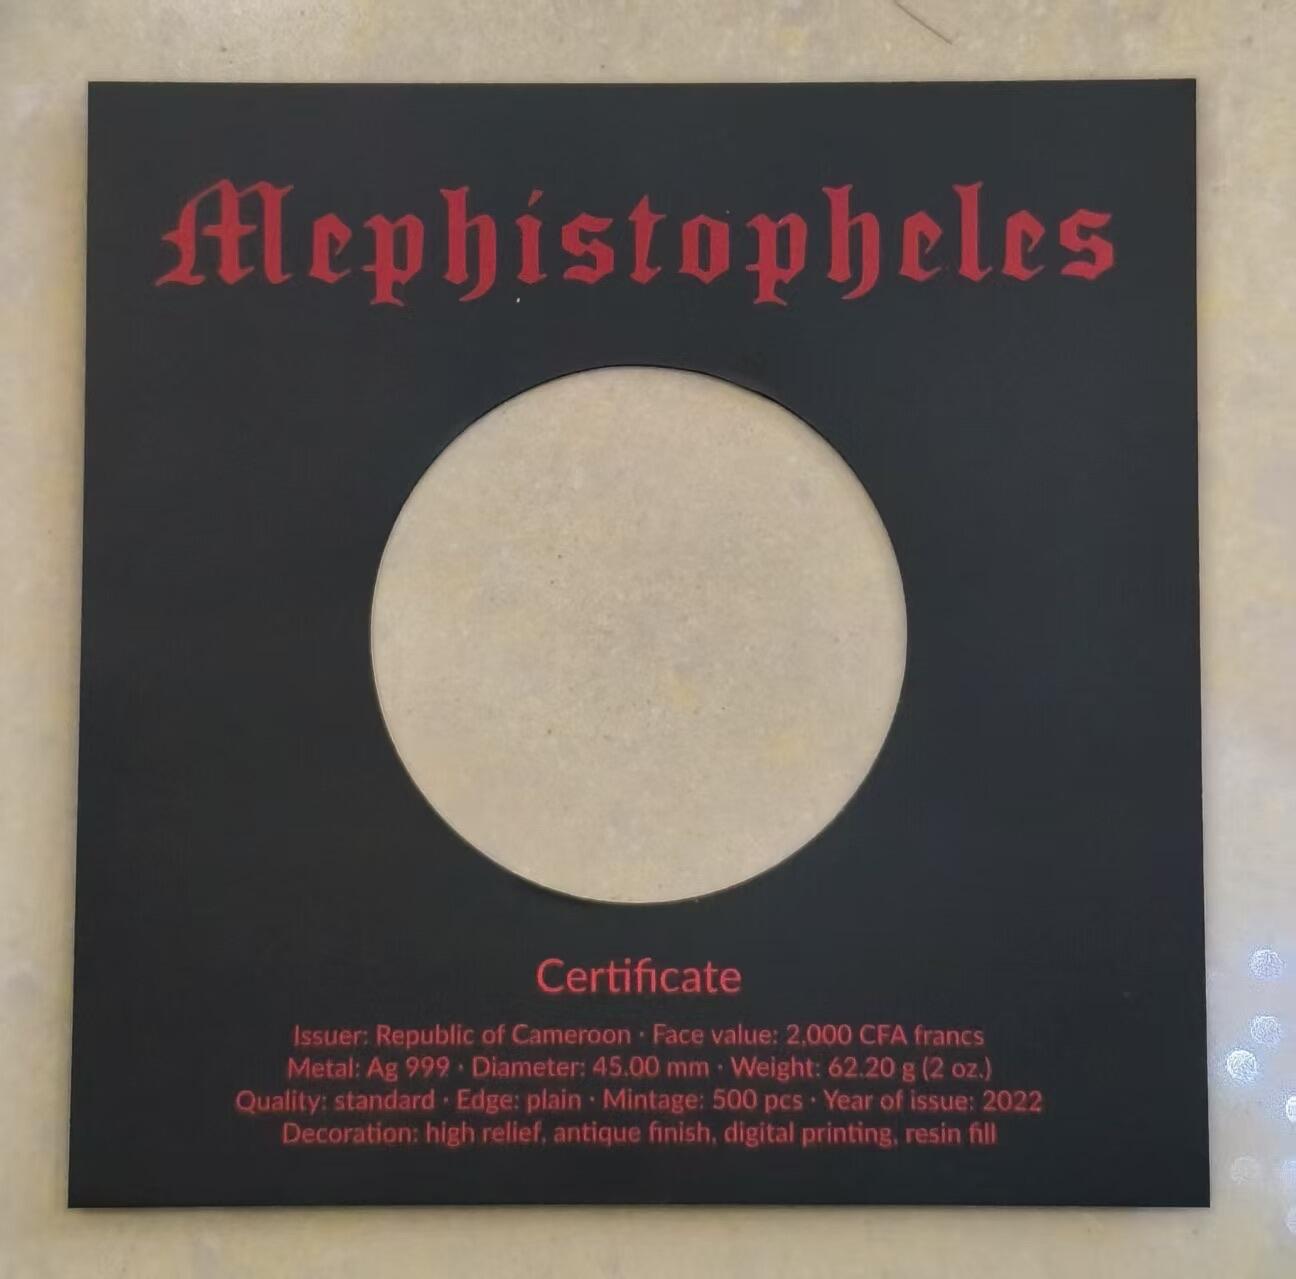 Mephistopheles
Certificate
Issuer: Republic of Cameroon · Face value: 2,000 CFA francs
Metal: Ag 999 · Diameter: 45.00 mm · Weight: 62.20 g (2 oz.)
Quality: standard · Edge: plain · Mintage: 500 pcs · Year of issue: 2022
Decoration: high relief, antique finish, digital printing, resin fill